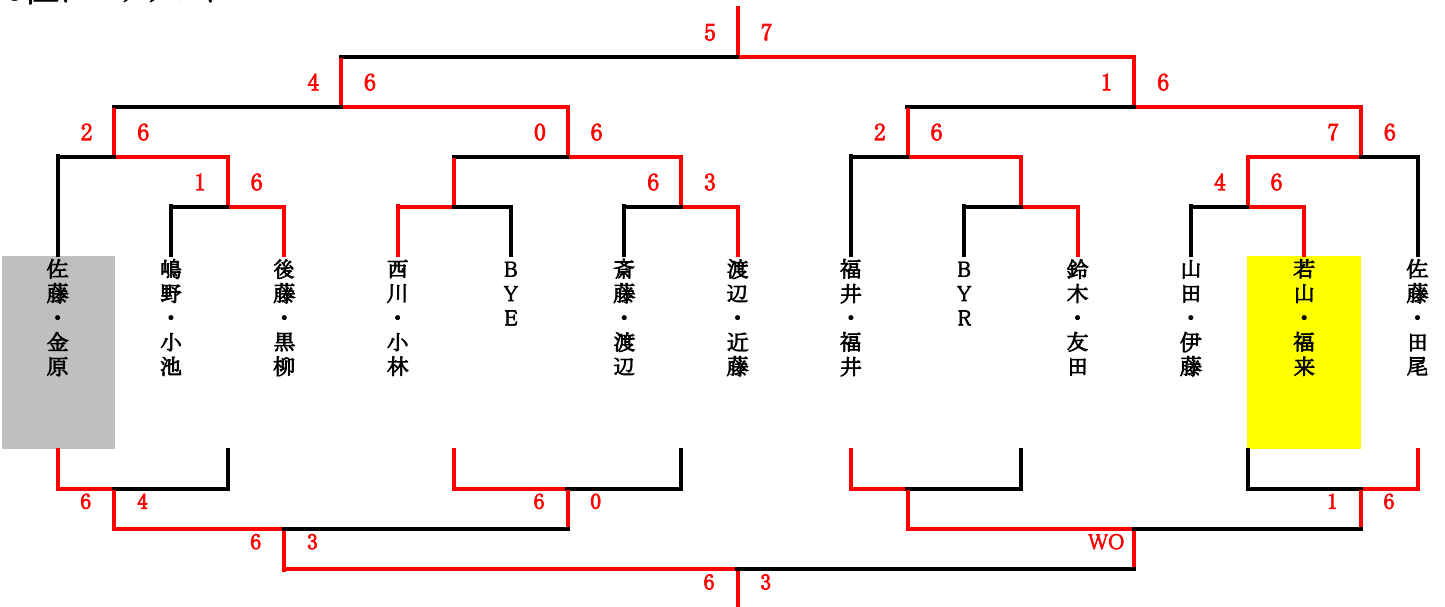 5 7
4 6 1 6
2 6 0 6 2 6 7 6
1 6 6 3 4 6
佐藤・金原
嶋野・小池
後藤・黒柳
西川・小林
BYE
斎藤・渡辺
渡辺・近藤
福井・福井
BYR
鈴木・友田
山田・伊藤
若山・福来
佐藤・田尾
6 4 6 0 1 6
6 3 WO
6 3